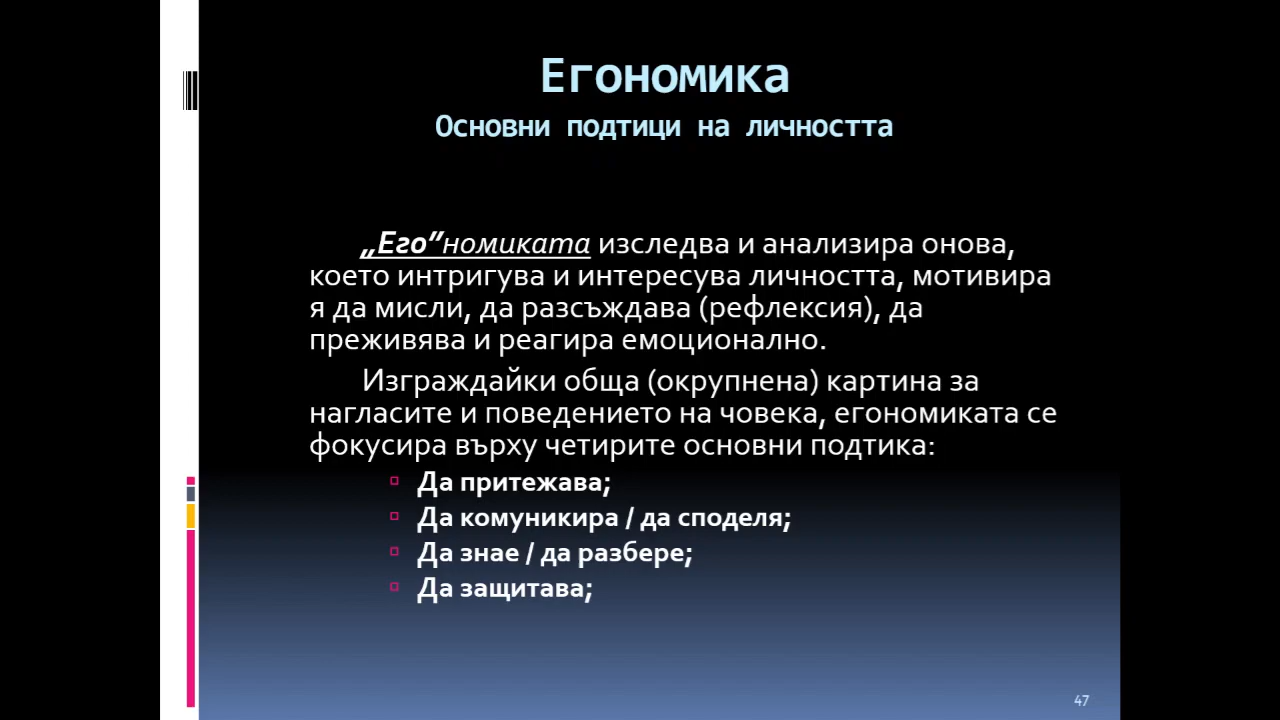 Егономика
Основни подтици на личността
„Его”номиката изследва и анализира онова,
което интригува и интересува личността, мотивира
я да мисли, да разсъждава (рефлексия), да
преживява и реагира емоционално.
Изграждайки обща (окрупнена) картина за
нагласите и поведението на човека, егономиката се
фокусира върху четирите основни подтика:
Да притежава;
Да комуникира / да споделя;
Да знае / да разбере;
Да защитава;
47